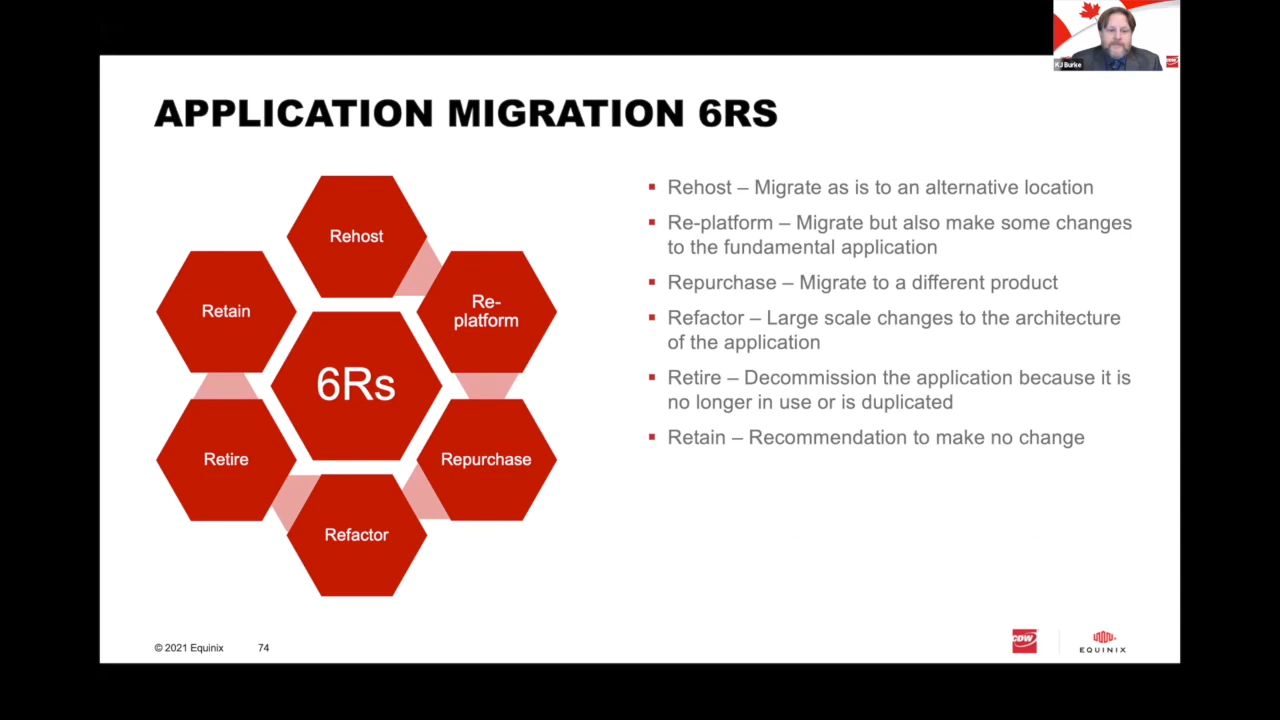 KJ Burke
APPLICATION MIGRATION 6RS
Rehost
Re-
platform
Repurchase
Refactor
Retire
Retain
6Rs
▪ Rehost – Migrate as is to an alternative location
▪ Re-platform – Migrate but also make some changes
to the fundamental application
▪ Repurchase – Migrate to a different product
▪ Refactor – Large scale changes to the architecture
of the application
▪ Retire – Decommission the application because it is
no longer in use or is duplicated
▪ Retain – Recommendation to make no change
© 2021 Equinix
74
CDW
EQUINIX